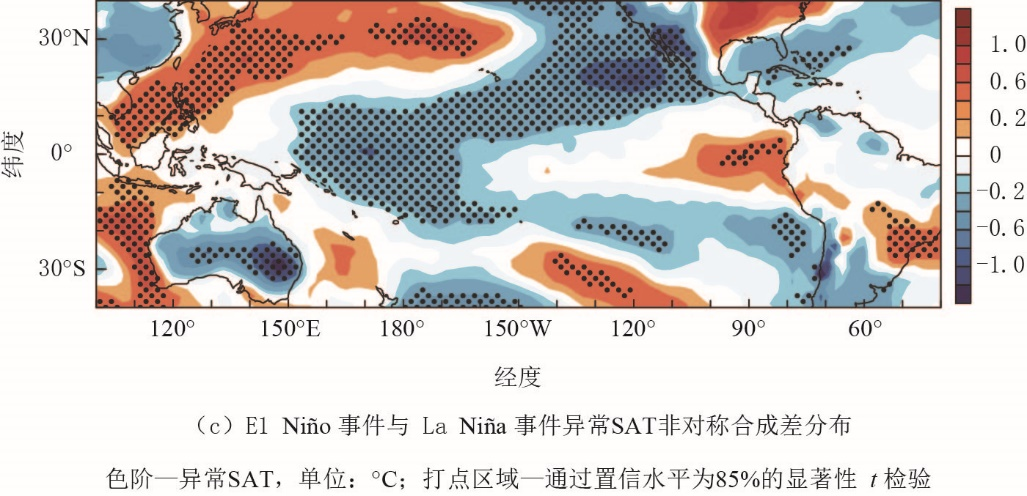 30°N
0°
30°S
纬度
1.0
0.6
0.2
0
-0.2
-0.6
-1.0
120° 150°E 180° 150°W 120° 90° 60°
经度
（c）El Niño 事件与 La Niña 事件异常SAT非对称合成差分布
色阶—异常SAT，单位：°C；打点区域—通过置信水平为85%的显著性 t 检验